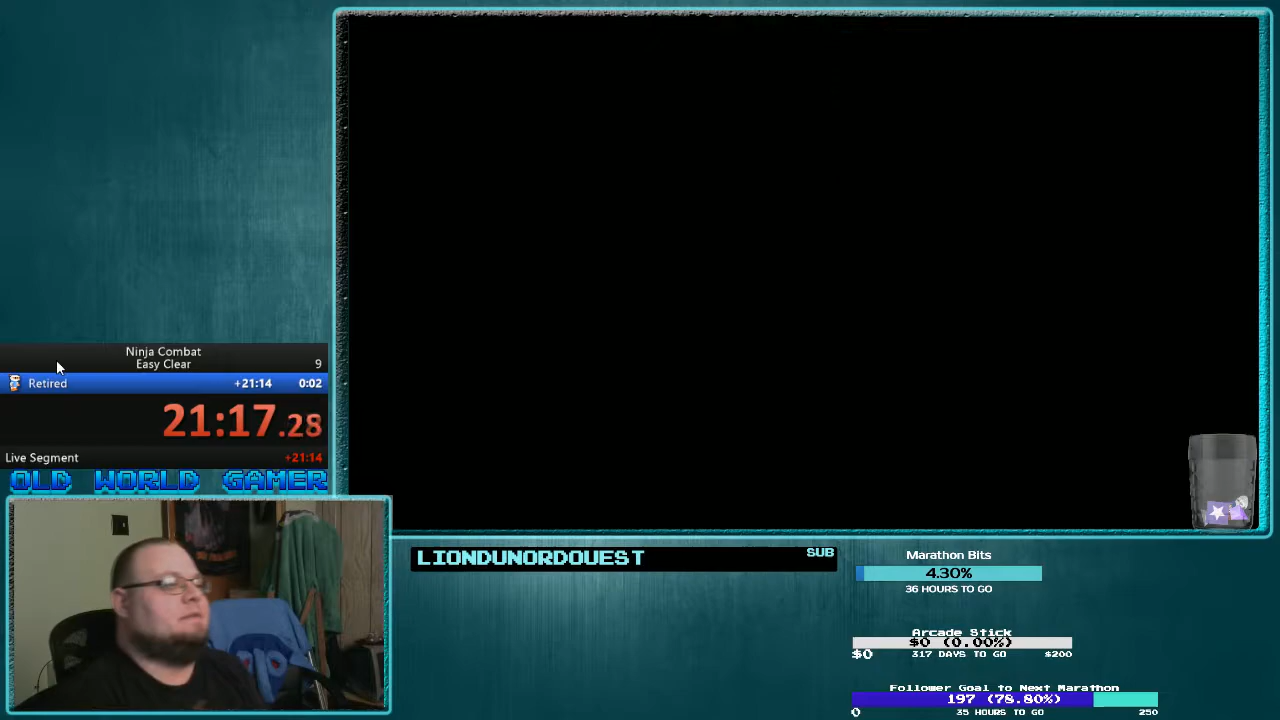 Ninja Combat
Easy Clear 9
Retired +21:14 0:02
21:17.28
Live Segment +21:14
OLD WORLD GAMER
LIONDUNORDOUEST SUB
Marathon Bits
4.30%
36 HOURS TO GO
Arcade Stick
$0 (0.00%)
$0 317 DAYS TO GO $200
Follower Goal to Next Marathon
197 (78.80%)
0 35 HOURS TO GO 250